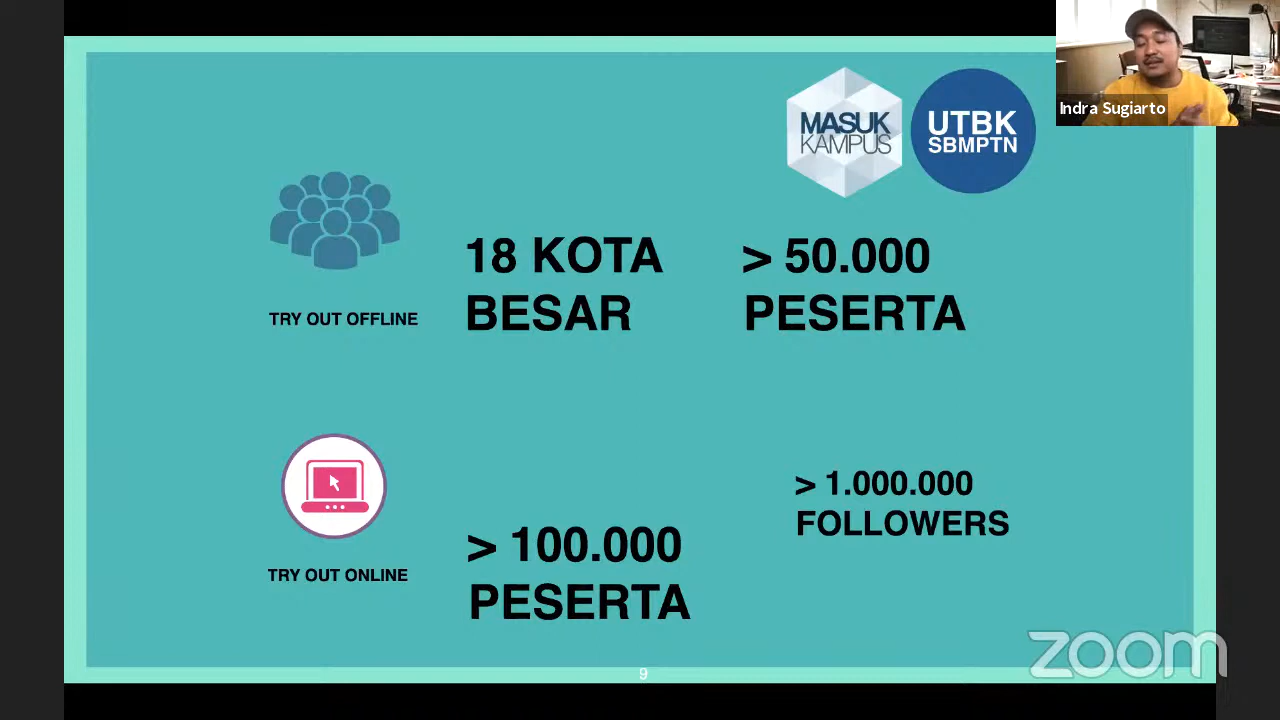 Indra Sugiarto
MASUK
KAMPUS
UTBK
SBMPTN
TRY OUT OFFLINE
18 KOTA
BESAR
> 50.000
PESERTA
TRY OUT ONLINE
> 100.000
PESERTA
> 1.000.000
FOLLOWERS
zoom
9